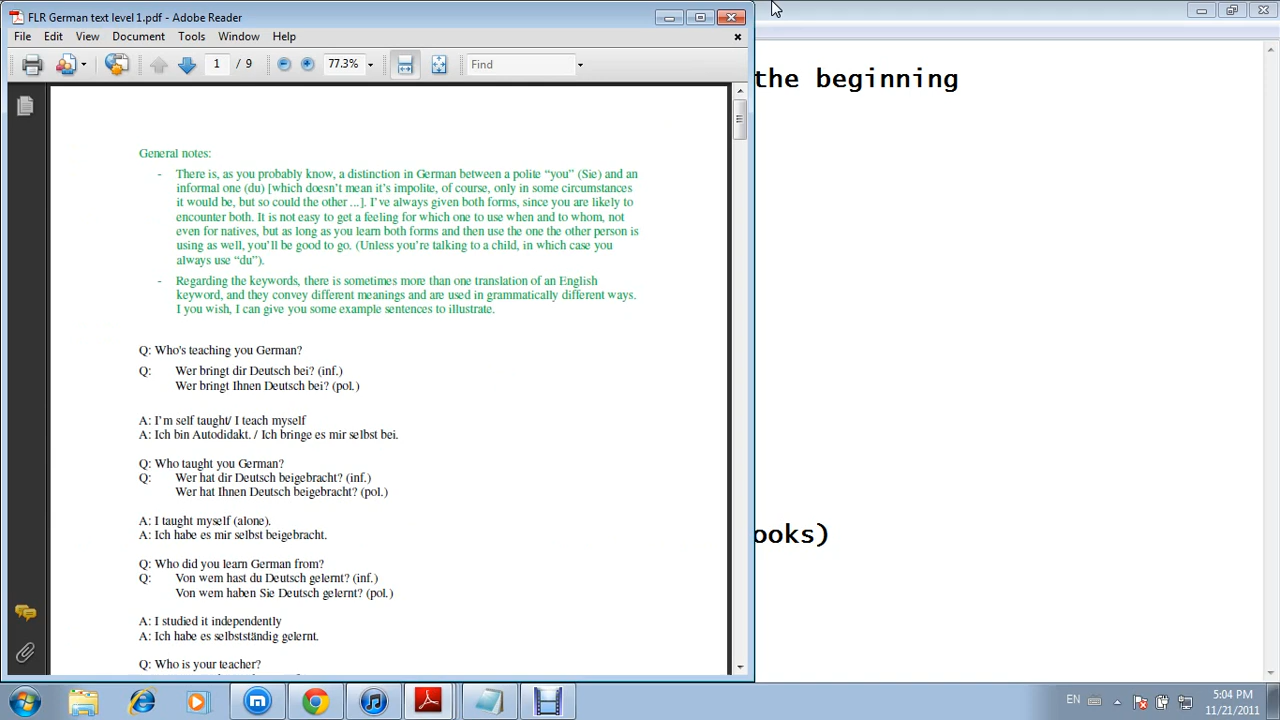 FLR German text level 1.pdf - Adobe Reader
File Edit View Document Tools Window Help
1 / 9 77.3% Find
General notes:
- There is, as you probably know, a distinction in German between a polite “you” (Sie) and an
informal one (du) [which doesn’t mean it’s impolite, of course, only in some circumstances
it would be, but so could the other ...]. I’ve always given both forms, since you are likely to
encounter both. It is not easy to get a feeling for which one to use when and to whom, not
even for natives, but as long as you learn both forms and then use the one the other person is
using as well, you’ll be good to go. (Unless you’re talking to a child, in which case you
always use “du”).
- Regarding the keywords, there is sometimes more than one translation of an English
keyword, and they convey different meanings and are used in grammatically different ways.
I you wish, I can give you some example sentences to illustrate.
Q: Who's teaching you German?
Q: Wer bringt dir Deutsch bei? (inf.)
Wer bringt Ihnen Deutsch bei? (pol.)
A: I’m self taught/ I teach myself
A: Ich bin Autodidakt. / Ich bringe es mir selbst bei.
Q: Who taught you German?
Q: Wer hat dir Deutsch beigebracht? (inf.)
Wer hat Ihnen Deutsch beigebracht? (pol.)
A: I taught myself (alone).
A: Ich habe es mir selbst beigebracht.
Q: Who did you learn German from?
Q: Von wem hast du Deutsch gelernt? (inf.)
Von wem haben Sie Deutsch gelernt? (pol.)
A: I studied it independently
A: Ich habe es selbstständig gelernt.
Q: Who is your teacher?
the beginning
ooks)
EN
5:04 PM
11/21/2011